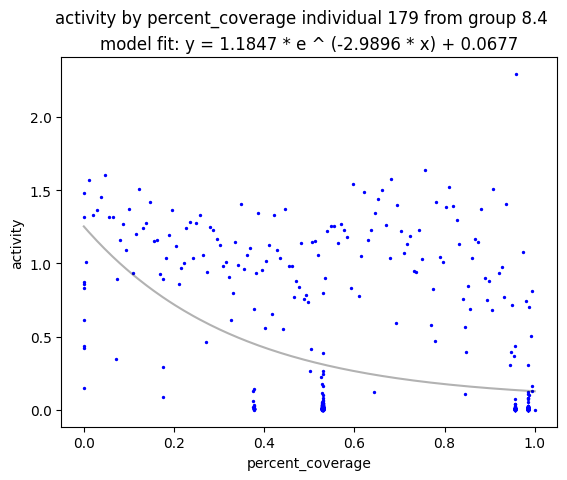 activity by percent_coverage individual 179 from group 8.4
model fit: y = 1.1847 * e ^ (-2.9896 * x) + 0.0677
2.0
1.5
1.0
0.5
0.0
activity
0.0 0.2 0.4 0.6 0.8 1.0
percent_coverage